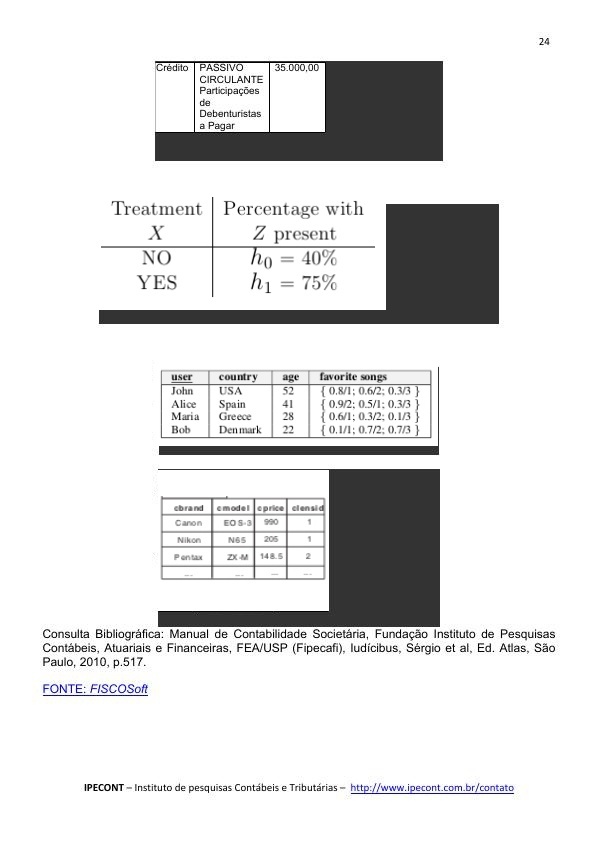 24
Crédito PASSIVO 35.000,00
CIRCULANTE
Participações
de
Debenturistas
a Pagar
Treatment Percentage with
X Z present
NO h0 = 40%
YES h1 = 75%
user country age favorite songs
John USA 52 { 0.8/1; 0.6/2; 0.3/3 }
Alice Spain 41 { 0.9/2; 0.5/1; 0.3/3 }
Maria Greece 28 { 0.6/1; 0.3/2; 0.1/3 }
Bob Denmark 22 { 0.1/1; 0.7/2; 0.7/3 }
cbrand cmodel cprice clensid
Canon EOS-3 990 1
Nikon N65 205 1
Pentax ZX-M 148.5 2
... ... ... ...
Consulta Bibliográfica: Manual de Contabilidade Societária, Fundação Instituto de Pesquisas
Contábeis, Atuariais e Financeiras, FEA/USP (Fipecafi), Iudícibus, Sérgio et al, Ed. Atlas, São
Paulo, 2010, p.517.
FONTE: FISCOSoft
IPECONT – Instituto de pesquisas Contábeis e Tributárias – http://www.ipecont.com.br/contato